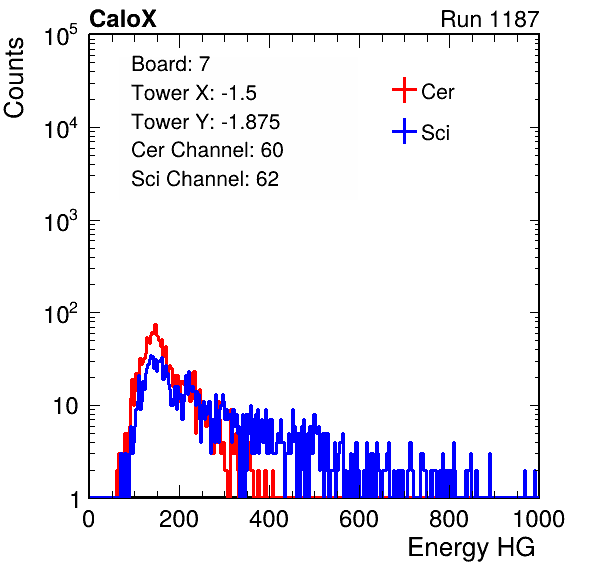 CaloX Run 1187
Counts
Board: 7
Tower X: -1.5
Tower Y: -1.875
Cer Channel: 60
Sci Channel: 62
Cer
Sci
10^5
10^4
10^3
10^2
10
1
0 200 400 600 800 1000
Energy HG